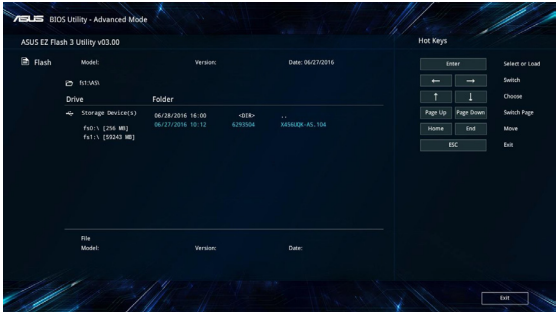 ASUS BIOS Utility - Advanced Mode
ASUS EZ Flash 3 Utility v03.00
Flash
Model: Version: Date: 06/27/2016
fs1:\AS\
Drive Folder
Storage Device(s)
fs0:\ [256 MB]
fs1:\ [59243 MB]
06/28/2016 16:00 <DIR> ..
06/27/2016 10:12 6293504 X456UQK-AS.104
File
Model: Version: Date:
Hot Keys
Enter Select or Load
← → Switch
↑ ↓ Choose
Page Up Page Down Switch Page
Home End Move
ESC Exit
Exit